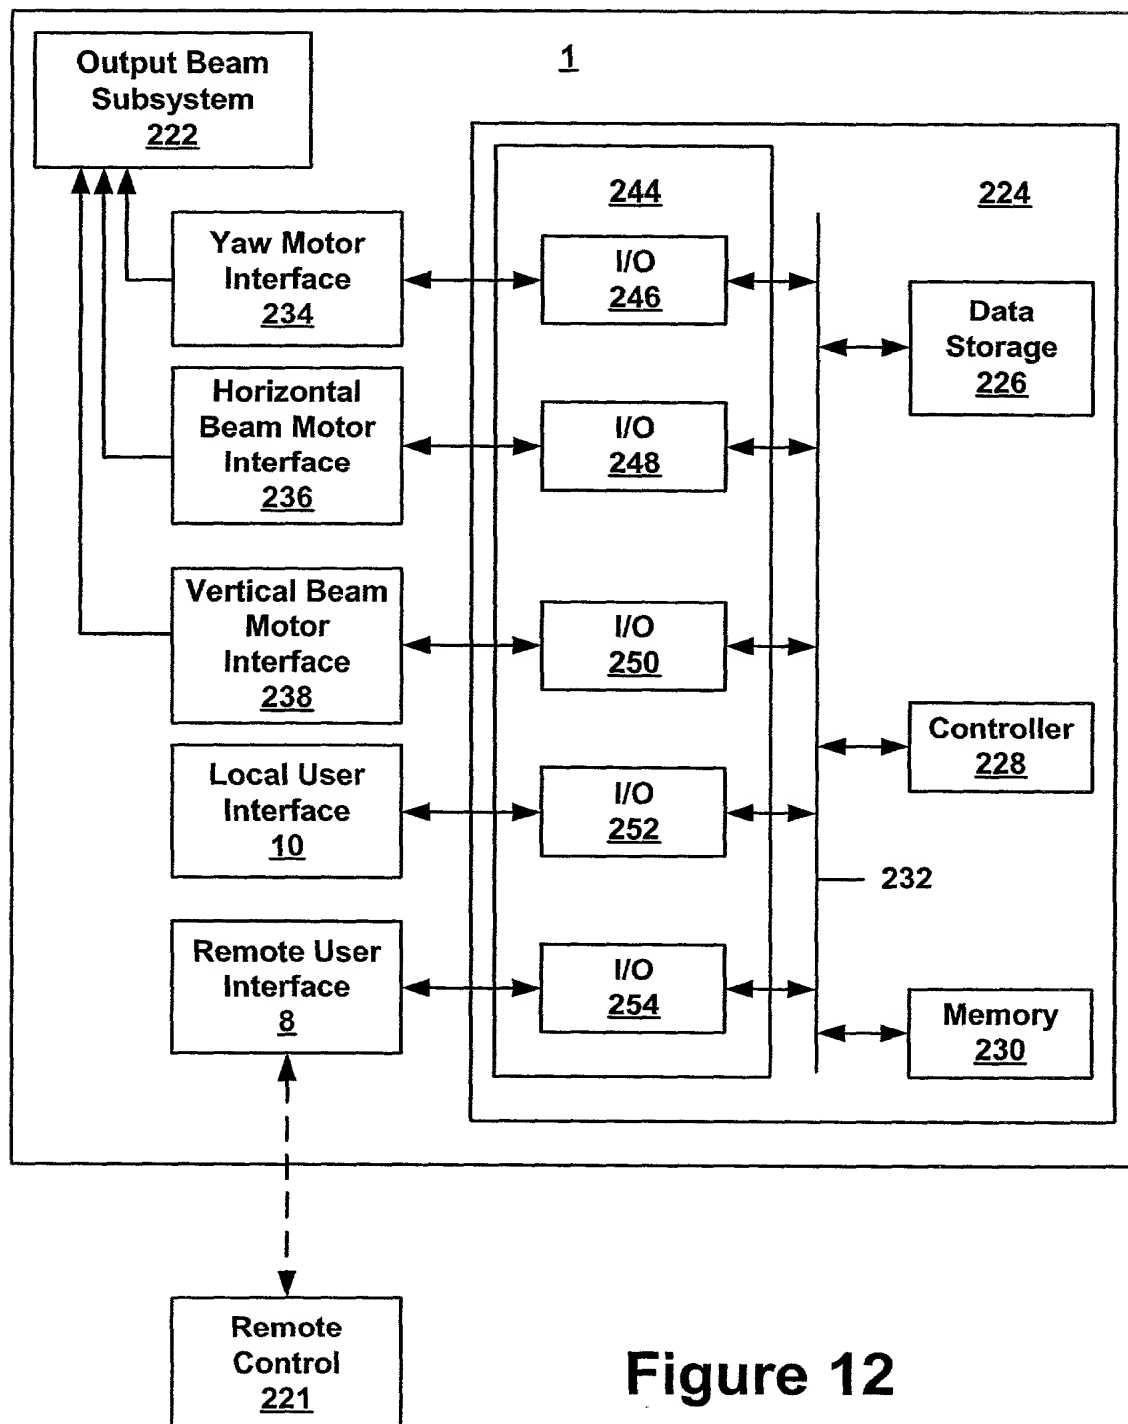 1
Output Beam
Subsystem
222
244
224
Yaw Motor
Interface
234
I/O
246
Data
Storage
226
Horizontal
Beam Motor
Interface
236
I/O
248
Vertical Beam
Motor
Interface
238
I/O
250
Controller
228
Local User
Interface
10
I/O
252
232
Remote User
Interface
8
I/O
254
Memory
230
Remote
Control
221
Figure 12